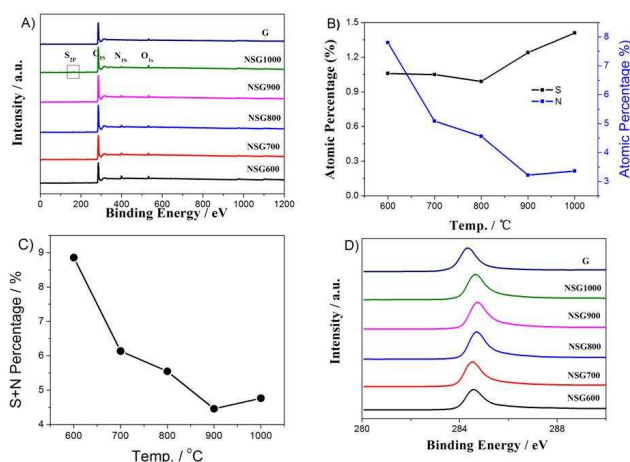 A)
G
S2P C1S N1S O1s
NSG1000
NSG900
NSG800
NSG700
NSG600
Intensity / a.u.
0 200 400 600 800 1000 1200
Binding Energy / eV
B)
1.5
1.2
0.9
0.6
0.3
0.0
Atomic Percentage (%)
S
N
8
7
6
5
4
3
Atomic Percentage (%)
600 700 800 900 1000
Temp. / ℃
C)
9
8
7
6
5
4
S+N Percentage / %
600 700 800 900 1000
Temp. / °C
D)
G
NSG1000
NSG900
NSG800
NSG700
NSG600
Intensity / a.u.
280 284 288
Binding Energy / eV